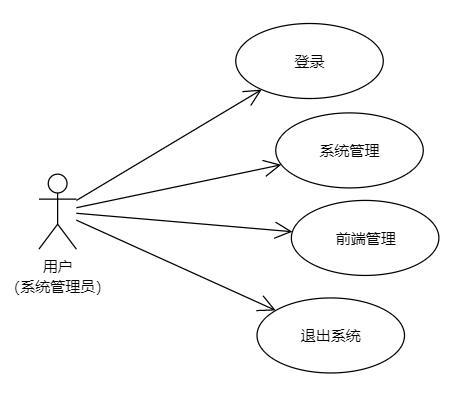 登录
系统管理
前端管理
用户
(系统管理员)
退出系统